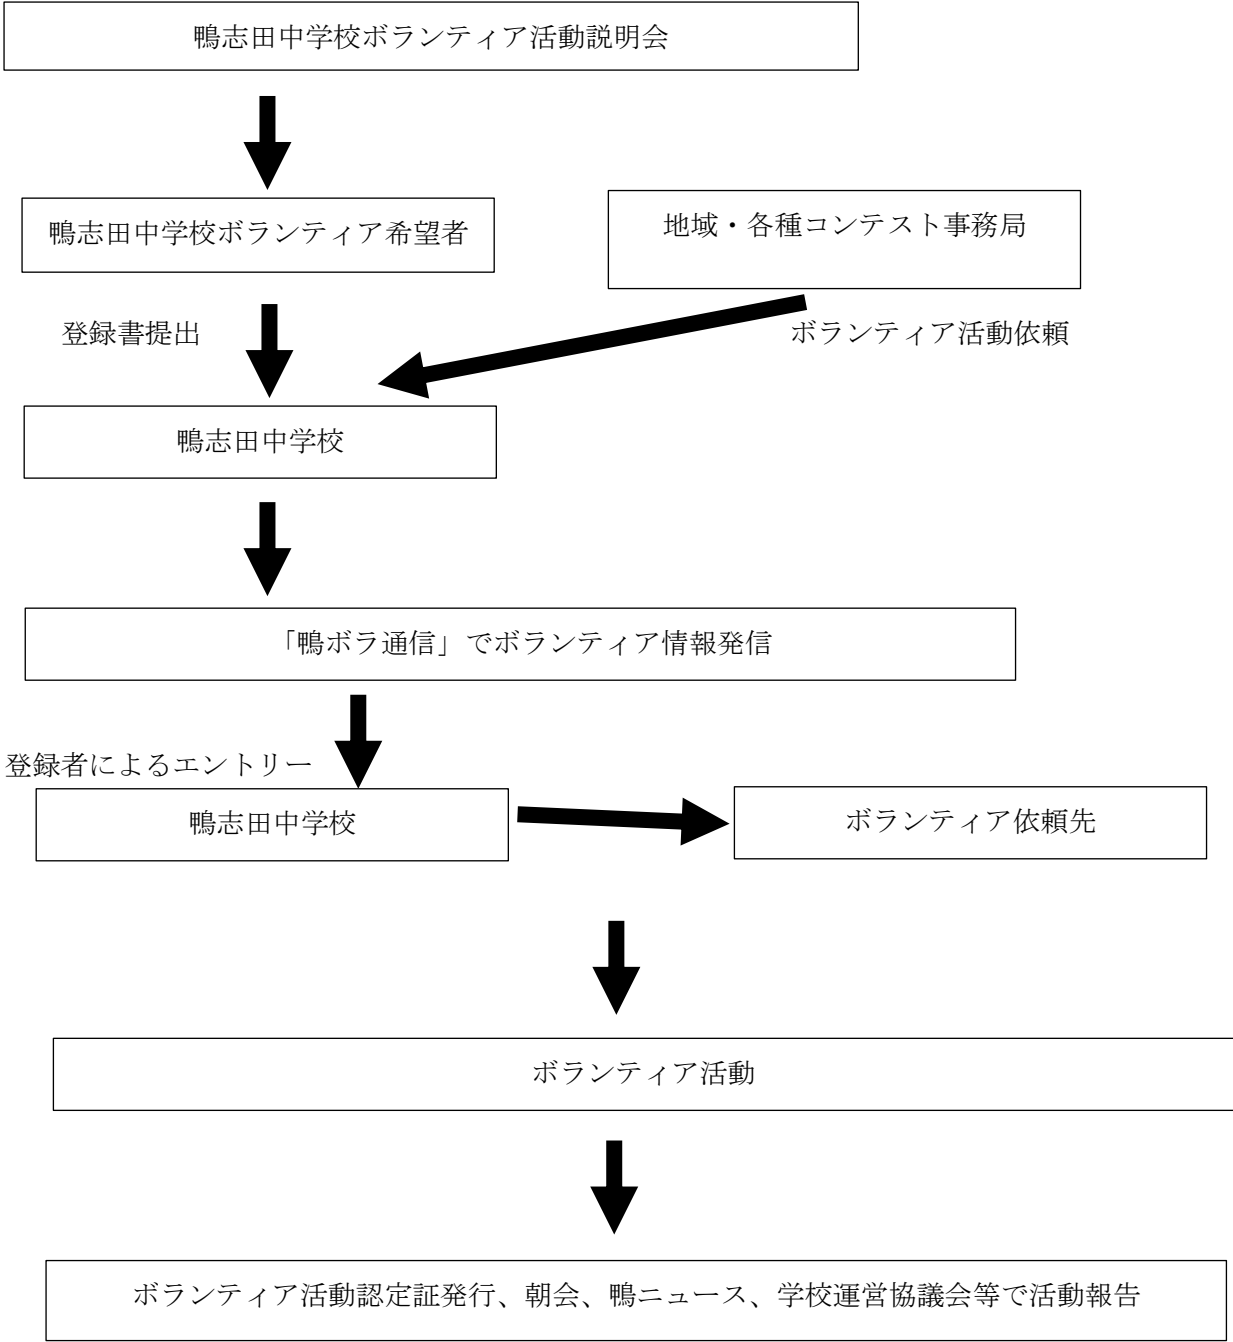 鴨志田中学校ボランティア活動説明会
鴨志田中学校ボランティア希望者
地域・各種コンテスト事務局
登録書提出
ボランティア活動依頼
鴨志田中学校
「鴨ボラ通信」でボランティア情報発信
登録者によるエントリー
鴨志田中学校
ボランティア依頼先
ボランティア活動
ボランティア活動認定証発行、朝会、鴨ニュース、学校運営協議会等で活動報告